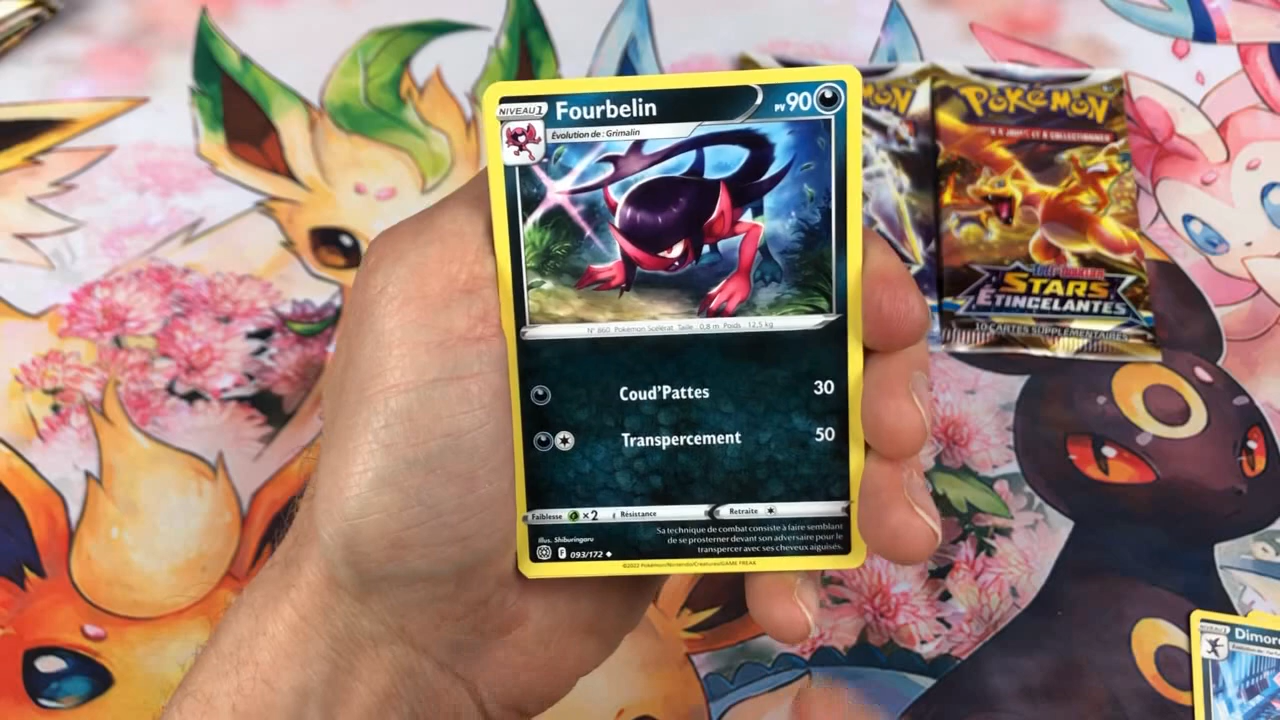 NIVEAU 1
Fourbelin
PV 90
Évolution de : Grimalin
N° 860 Pokémon Scélérat Taille : 0,8 m Poids : 12,5 kg
Coud'Pattes 30
Transpercement 50
Faiblesse ×2 Résistance Retraite
Sa technique de combat consiste à faire semblant
de se prosterner devant son adversaire pour le
transpercer avec ses cheveux aiguisés.
Illus. Shiburingaru
F 093/172
©2022 Pokémon/Nintendo/Creatures/GAME FREAK
POKéMON
STARS
ÉTINCELANTES
10 CARTES SUPPLÉMENTAIRES
NIVEAU 1